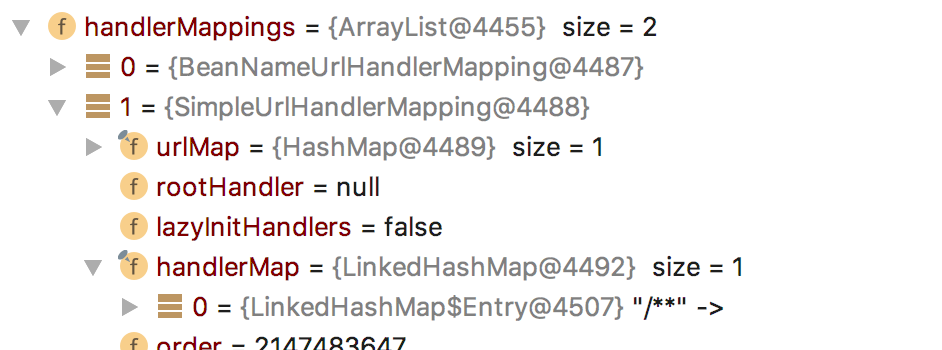 f handlerMappings = {ArrayList@4455} size = 2
0 = {BeanNameUrlHandlerMapping@4487}
1 = {SimpleUrlHandlerMapping@4488}
f urlMap = {HashMap@4489} size = 1
f rootHandler = null
f lazyInitHandlers = false
f handlerMap = {LinkedHashMap@4492} size = 1
0 = {LinkedHashMap$Entry@4507} "/**" ->
f order = 2147483647